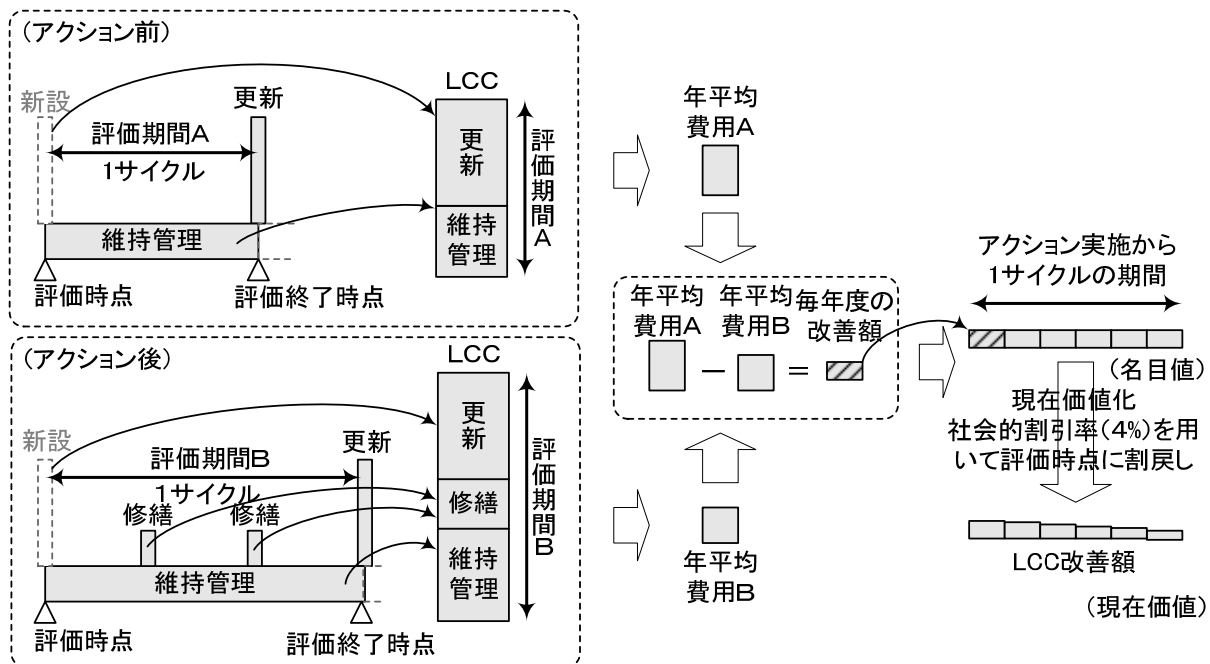 （アクション前）
新設
更新
評価期間A
1サイクル
維持管理
評価時点
評価終了時点
LCC
更新
維持
管理
評価期間A
（アクション後）
新設
更新
評価期間B
1サイクル
修繕
修繕
維持管理
評価時点
評価終了時点
LCC
更新
修繕
維持
管理
評価期間B
年平均
費用A
年平均
費用A
年平均
費用B
毎年度の
改善額
－
＝
年平均
費用B
アクション実施から
1サイクルの期間
（名目値）
現在価値化
社会的割引率（4%）を用
いて評価時点に割戻し
LCC改善額
（現在価値）